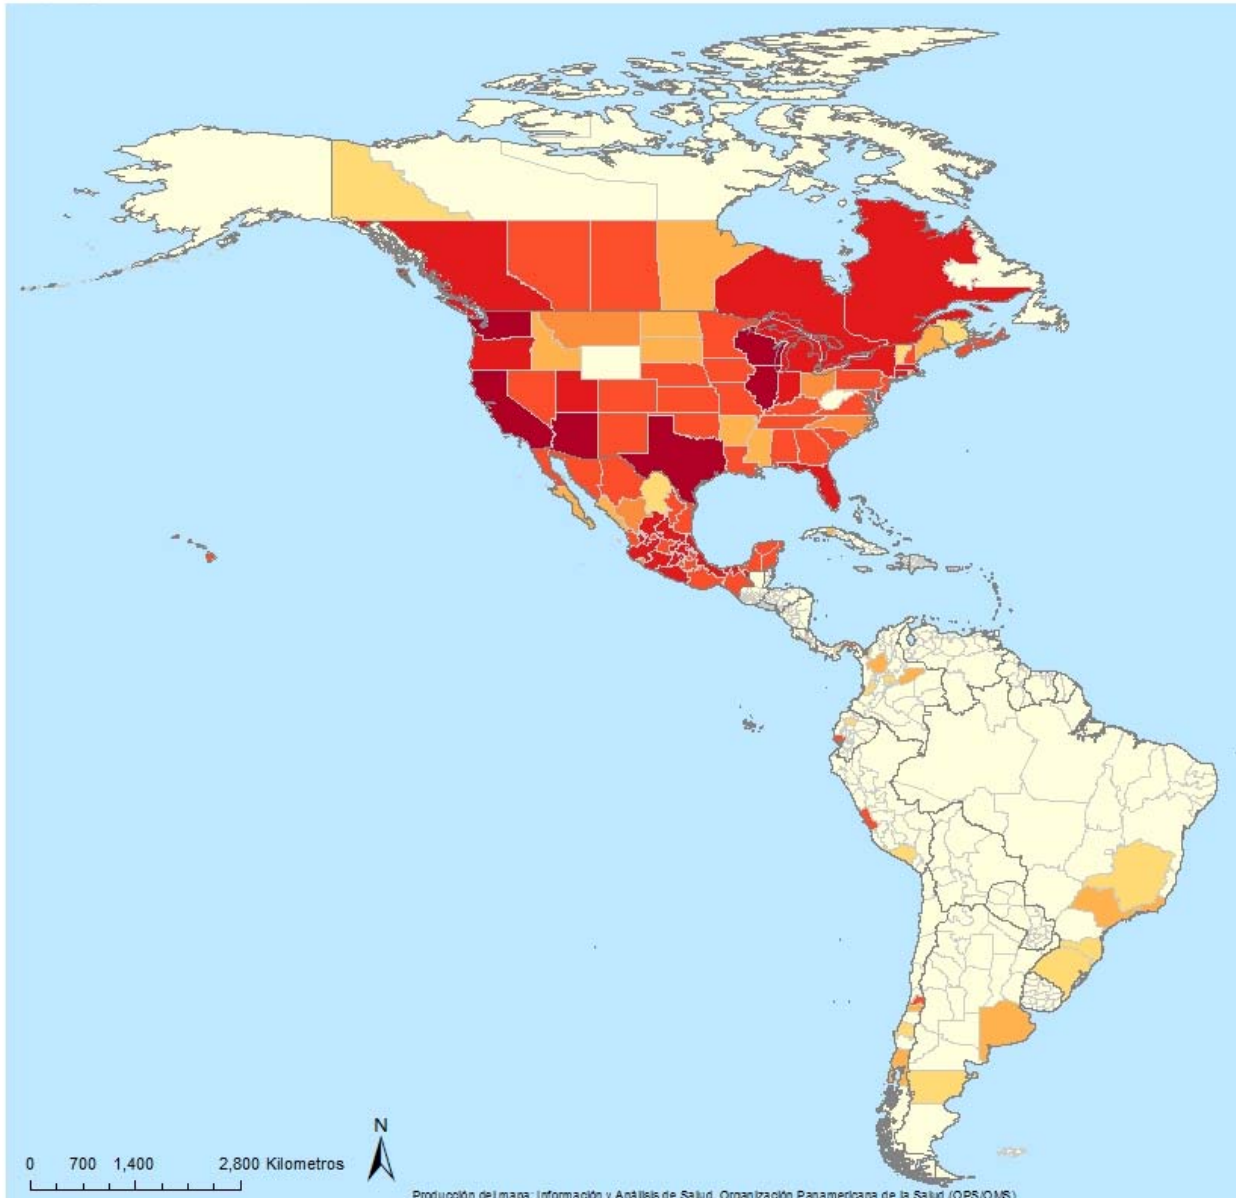 N
0 700 1,400 2,800 Kilometros
Producción del mapa: Información y Análisis de Salud, Organización Panamericana de la Salud (OPS/OMS)